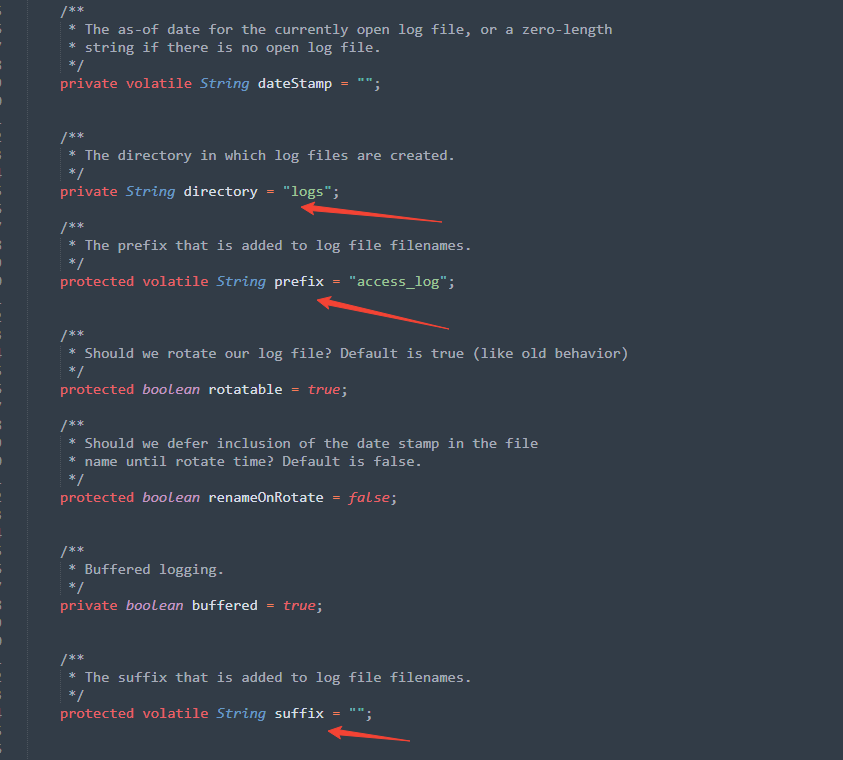 /**
* The as-of date for the currently open log file, or a zero-length
* string if there is no open log file.
*/
private volatile String dateStamp = "";
/**
* The directory in which log files are created.
*/
private String directory = "logs";
/**
* The prefix that is added to log file filenames.
*/
protected volatile String prefix = "access_log";
/**
* Should we rotate our log file? Default is true (like old behavior)
*/
protected boolean rotatable = true;
/**
* Should we defer inclusion of the date stamp in the file
* name until rotate time? Default is false.
*/
protected boolean renameOnRotate = false;
/**
* Buffered logging.
*/
private boolean buffered = true;
/**
* The suffix that is added to log file filenames.
*/
protected volatile String suffix = "";